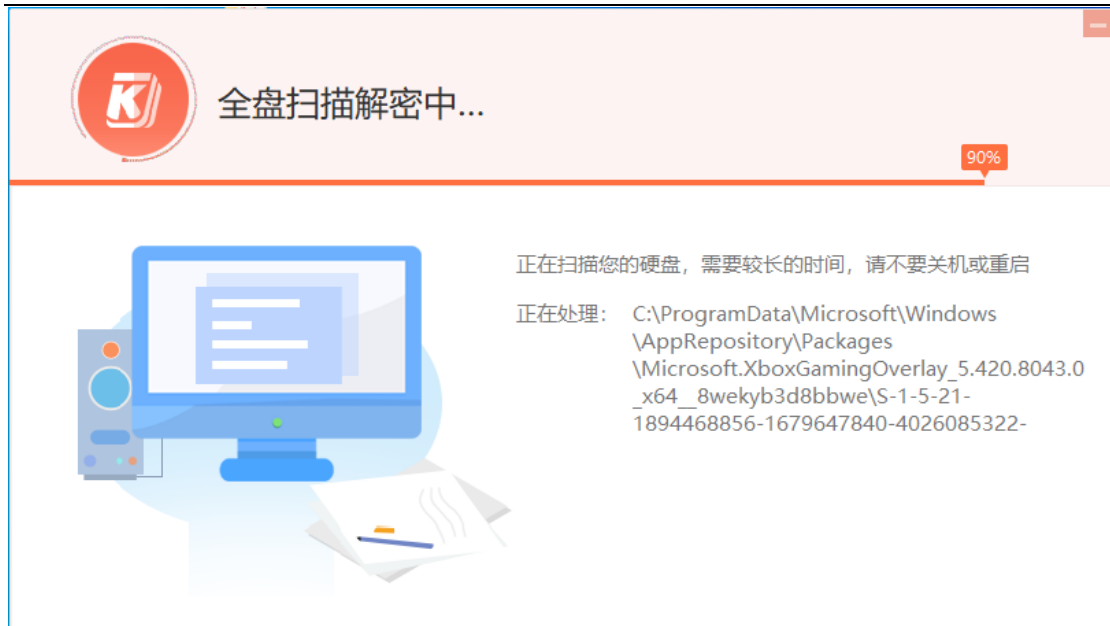 K
全盘扫描解密中...
90%
正在扫描您的硬盘，需要较长的时间，请不要关机或重启
正在处理： C:\ProgramData\Microsoft\Windows
\AppRepository\Packages
\Microsoft.XboxGamingOverlay_5.420.8043.0
_x64__8wekyb3d8bbwe\S-1-5-21-
1894468856-1679647840-4026085322-